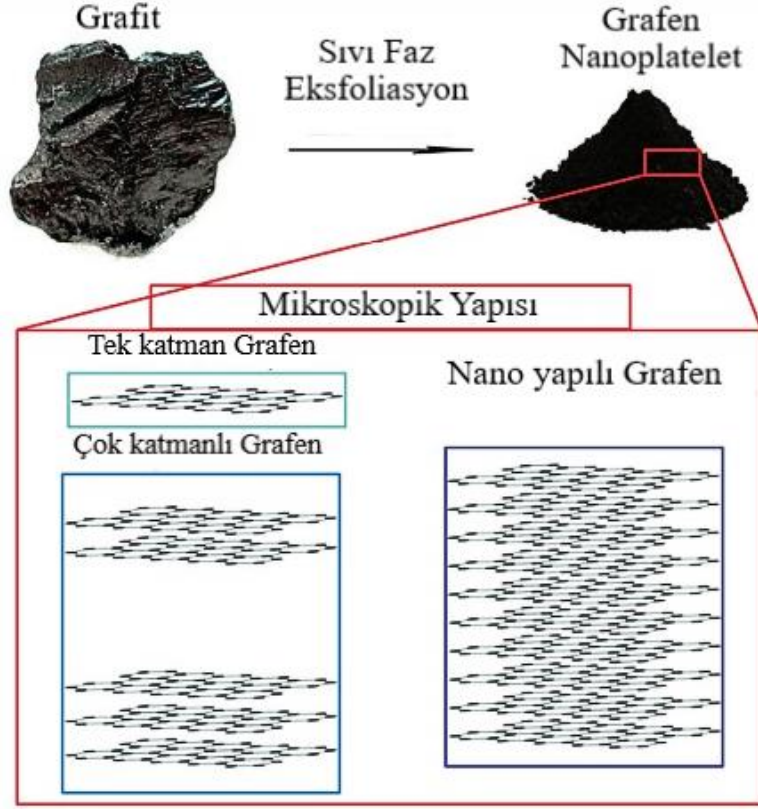 Grafit
Sıvı Faz
Eksfoliasyon
Grafen
Nanoplatelet
Mikroskopik Yapısı
Tek katman Grafen
Nano yapılı Grafen
Çok katmanlı Grafen